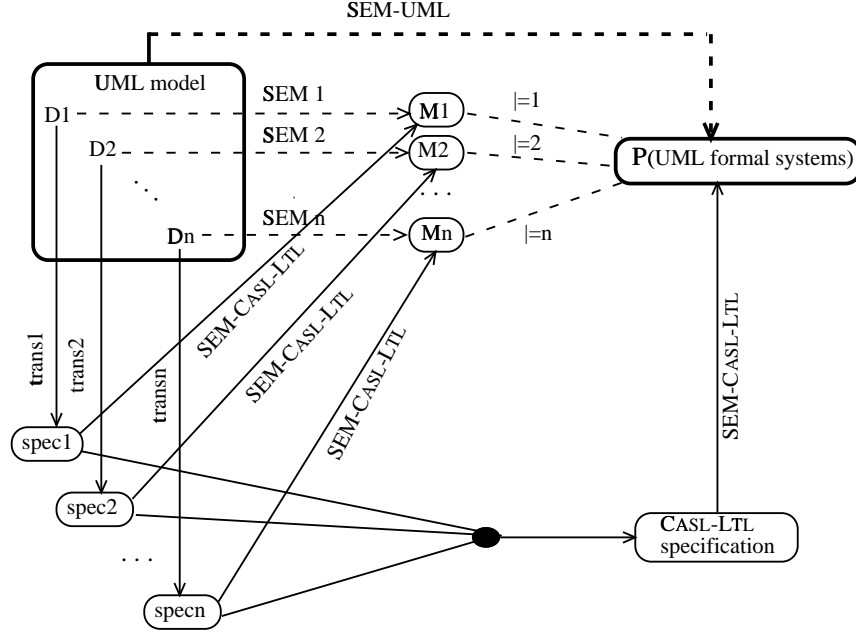 SEM-UML
UML model
D1
SEM 1
M1
|=1
D2
SEM 2
M2
|=2
P(UML formal systems)
. . .
. . .
Dn
SEM n
Mn
|=n
SEM-CASL-LTL
SEM-CASL-LTL
SEM-CASL-LTL
SEM-CASL-LTL
trans1
trans2
transn
spec1
spec2
. . .
specn
CASL-LTL
specification